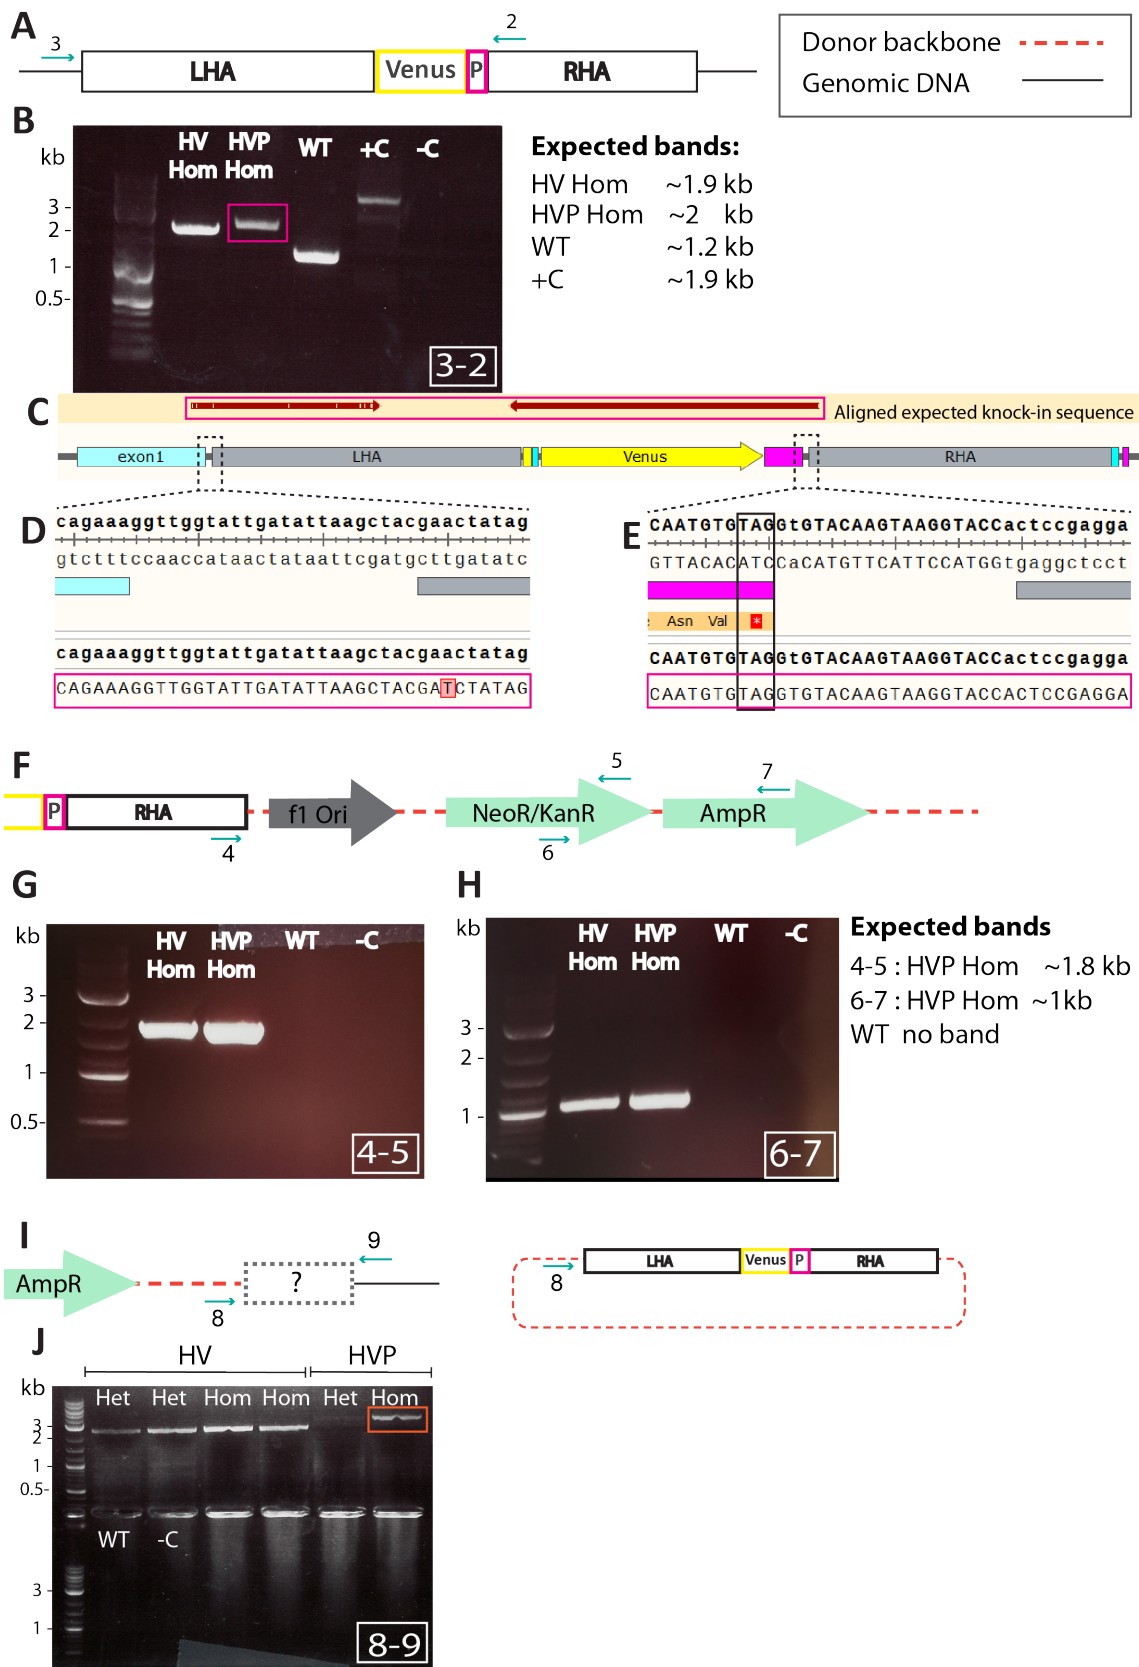 A
3
2
LHA
Venus
P
RHA
Donor backbone
Genomic DNA
B
kb
HV Hom
HVP Hom
WT
+C
-C
3 -
2 -
1 -
0.5-
3-2
Expected bands:
HV Hom ~1.9 kb
HVP Hom ~2 kb
WT ~1.2 kb
+C ~1.9 kb
C
Aligned expected knock-in sequence
exon1
LHA
Venus
RHA
D
cagaaaggttggtattgatattaagctacgaactatag
gtctttccaaccataactataattcgatgcttgatatc
cagaaaggttggtattgatattaagctacgaactatag
CAGAAAGGTTGGTATTGATATTAAGCTACGATCTATAG
E
CAATGTGTAGGtGTACAAGTAAGGTACCactccgagga
GTTACACATCCaCATGTTCATTCCATGGtgaggctcct
Asn Val *
CAATGTGTAGGtGTACAAGTAAGGTACCactccgagga
CAATGTGTAGGTGTACAAGTAAGGTACCACTCCGAGGA
F
P
RHA
4
f1 Ori
NeoR/KanR
5
6
AmpR
7
G
kb
HV Hom
HVP Hom
WT
-C
3 -
2 -
1 -
0.5-
4-5
H
kb
HV Hom
HVP Hom
WT
-C
3 -
2 -
1 -
6-7
Expected bands
4-5 : HVP Hom ~1.8 kb
6-7 : HVP Hom ~1kb
WT no band
I
AmpR
8
?
9
8
LHA
Venus
P
RHA
J
HV
HVP
kb
Het Het Hom Hom Het Hom
3 -
2 -
1 -
0.5-
WT -C
3 -
1 -
8-9